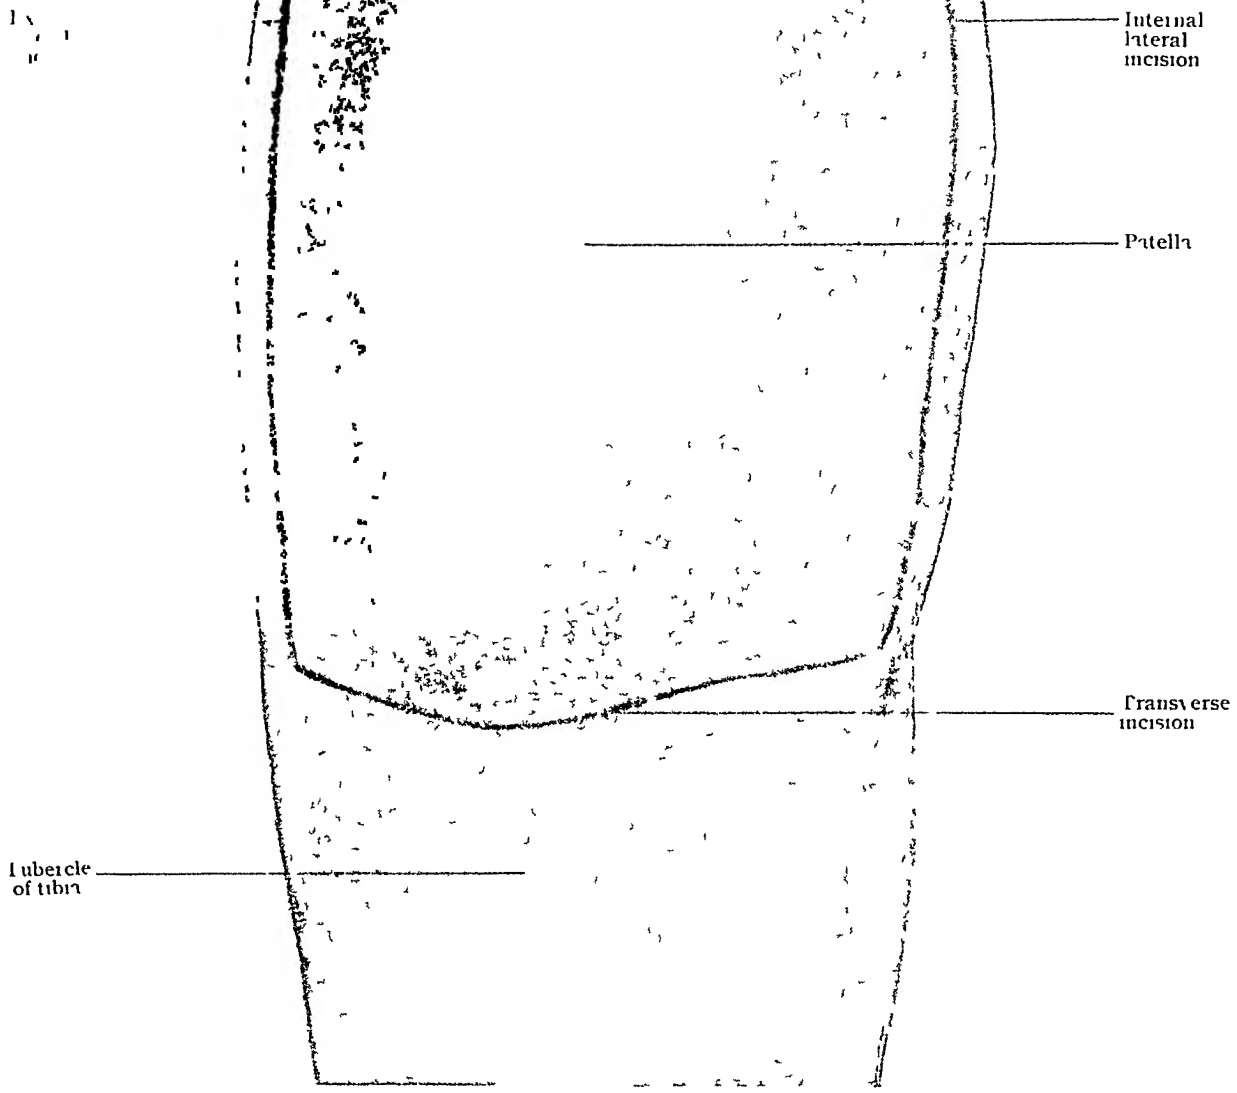 Internal
lateral
incision
Patella
Transverse
incision
Tubercle
of tibia